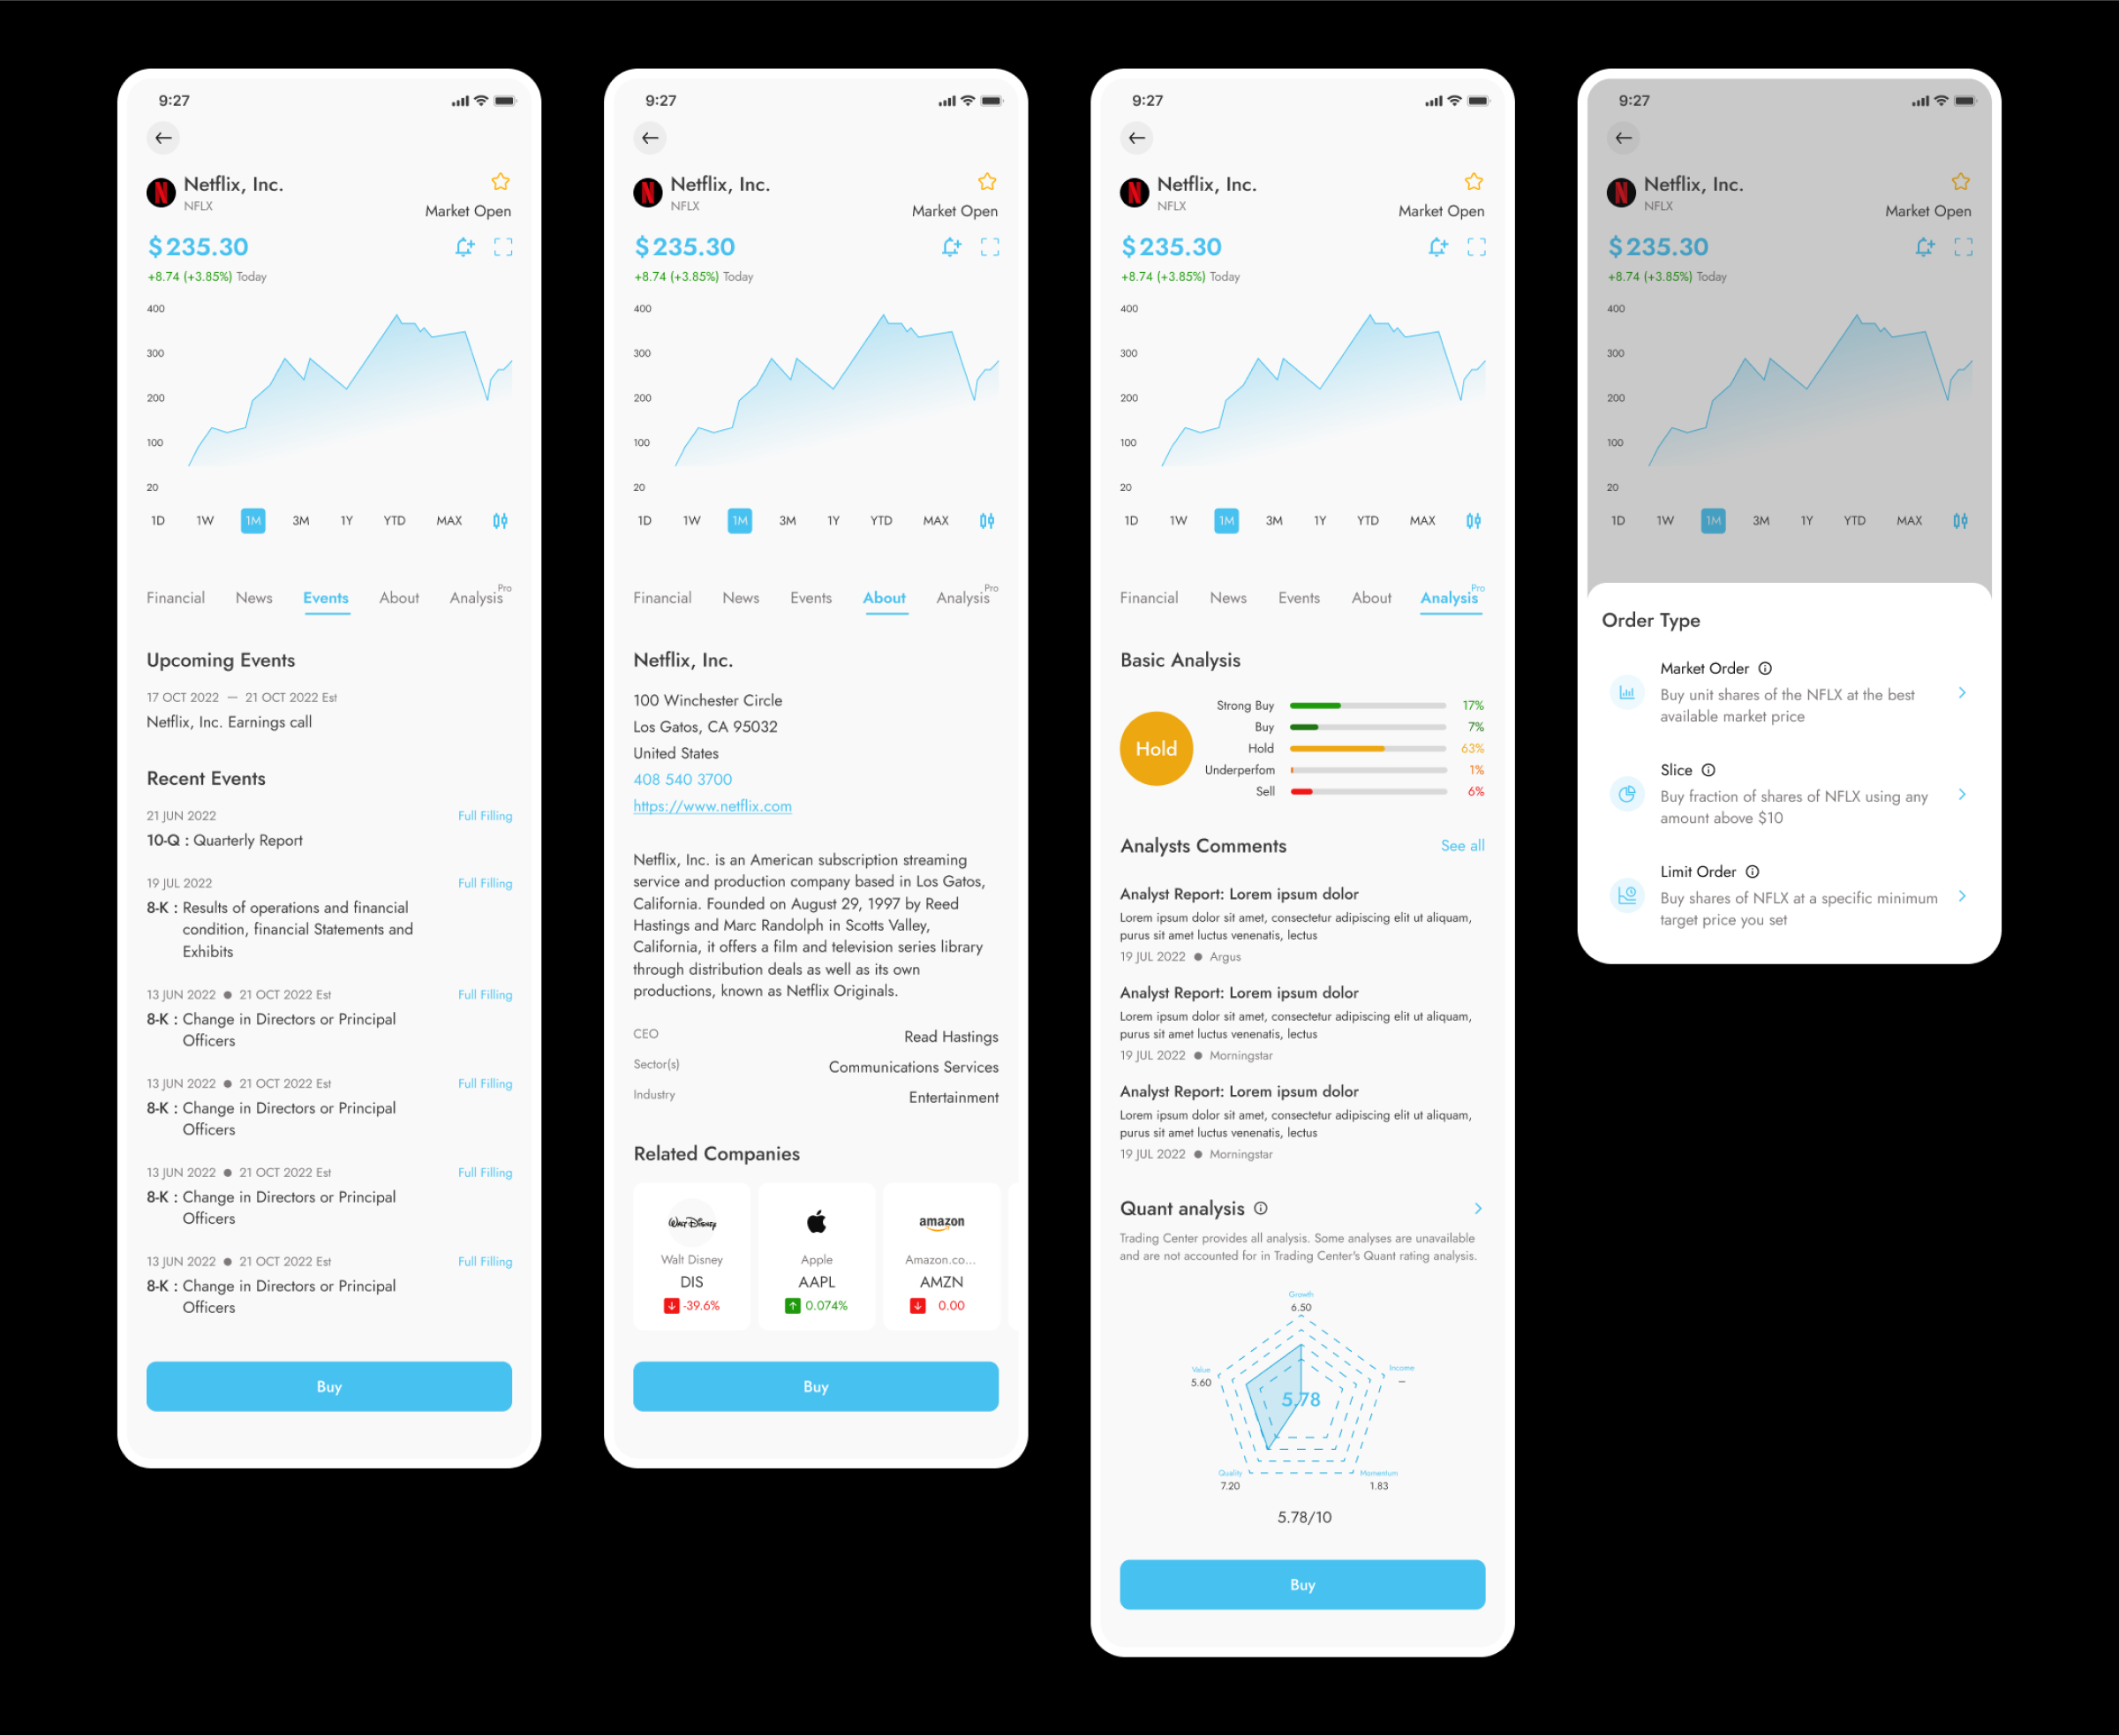 9:27
Netflix, Inc.
NFLX
Market Open
$235.30
+8.74 (+3.85%) Today
400
300
200
100
20
1D 1W 1M 3M 1Y YTD MAX
Financial News Events About Analysis Pro
Upcoming Events
17 OCT 2022 — 21 OCT 2022 Est
Netflix, Inc. Earnings call
Recent Events
21 JUN 2022 Full Filling
10-Q : Quarterly Report
19 JUL 2022 Full Filling
8-K : Results of operations and financial
condition, financial Statements and
Exhibits
13 JUN 2022 ● 21 OCT 2022 Est Full Filling
8-K : Change in Directors or Principal
Officers
13 JUN 2022 ● 21 OCT 2022 Est Full Filling
8-K : Change in Directors or Principal
Officers
13 JUN 2022 ● 21 OCT 2022 Est Full Filling
8-K : Change in Directors or Principal
Officers
13 JUN 2022 ● 21 OCT 2022 Est Full Filling
8-K : Change in Directors or Principal
Officers
Buy
9:27
Netflix, Inc.
NFLX
Market Open
$235.30
+8.74 (+3.85%) Today
400
300
200
100
20
1D 1W 1M 3M 1Y YTD MAX
Financial News Events About Analysis Pro
Netflix, Inc.
100 Winchester Circle
Los Gatos, CA 95032
United States
408 540 3700
https://www.netflix.com
Netflix, Inc. is an American subscription streaming
service and production company based in Los Gatos,
California. Founded on August 29, 1997 by Reed
Hastings and Marc Randolph in Scotts Valley,
California, it offers a film and television series library
through distribution deals as well as its own
productions, known as Netflix Originals.
CEO Read Hastings
Sector(s) Communications Services
Industry Entertainment
Related Companies
Walt Disney
amazon
Walt Disney Apple Amazon.co...
DIS AAPL AMZN
-39.6% 0.074% 0.00
Buy
9:27
Netflix, Inc.
NFLX
Market Open
$235.30
+8.74 (+3.85%) Today
400
300
200
100
20
1D 1W 1M 3M 1Y YTD MAX
Financial News Events About Analysis Pro
Basic Analysis
Hold
Strong Buy 17%
Buy 7%
Hold 63%
Underperfom 1%
Sell 6%
Analysts Comments See all
Analyst Report: Lorem ipsum dolor
Lorem ipsum dolor sit amet, consectetur adipiscing elit ut aliquam,
purus sit amet luctus venenatis, lectus
19 JUL 2022 ● Argus
Analyst Report: Lorem ipsum dolor
Lorem ipsum dolor sit amet, consectetur adipiscing elit ut aliquam,
purus sit amet luctus venenatis, lectus
19 JUL 2022 ● Morningstar
Analyst Report: Lorem ipsum dolor
Lorem ipsum dolor sit amet, consectetur adipiscing elit ut aliquam,
purus sit amet luctus venenatis, lectus
19 JUL 2022 ● Morningstar
Quant analysis
Trading Center provides all analysis. Some analyses are unavailable
and are not accounted for in Trading Center's Quant rating analysis.
Growth
6.50
Value
5.60
Income
–
5.78
Quality
7.20
Momentum
1.83
5.78/10
Buy
9:27
Netflix, Inc.
NFLX
Market Open
$235.30
+8.74 (+3.85%) Today
400
300
200
100
20
1D 1W 1M 3M 1Y YTD MAX
Order Type
Market Order
Buy unit shares of the NFLX at the best
available market price
Slice
Buy fraction of shares of NFLX using any
amount above $10
Limit Order
Buy shares of NFLX at a specific minimum
target price you set